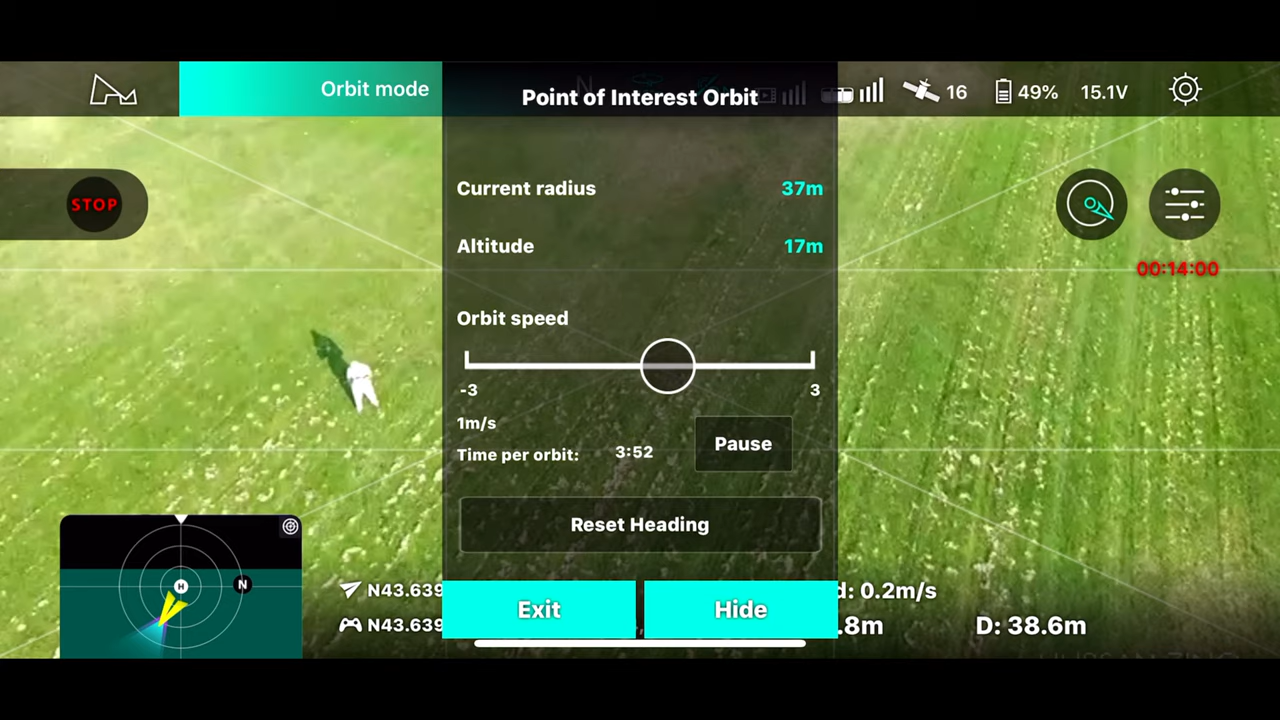 Orbit mode
Point of Interest Orbit
16
49%
15.1V
STOP
Current radius
37m
Altitude
17m
00:14:00
Orbit speed
-3
3
1m/s
Time per orbit:
3:52
Pause
Reset Heading
N
H
N43.639
d: 0.2m/s
Exit
Hide
N43.639
.8m
D: 38.6m